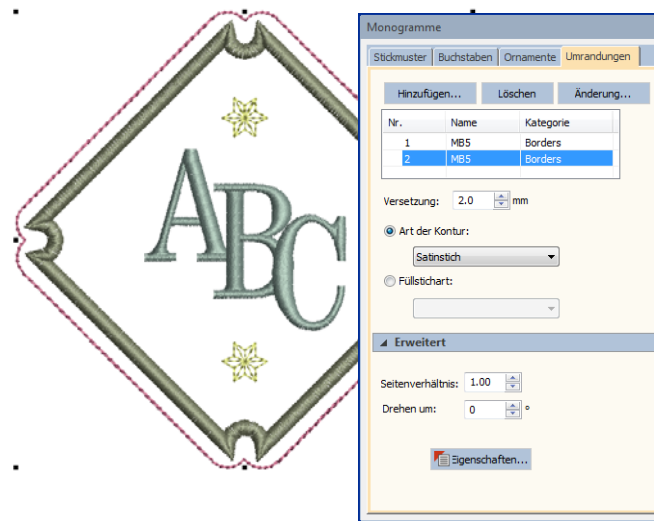 Monogramme
Stickmuster Buchstaben Ornamente Umrandungen
Hinzufügen... Löschen Änderung...
Nr. Name Kategorie
1 MB5 Borders
2 MB5 Borders
Versetzung: 2.0 mm
Art der Kontur:
Satinstich
Füllstichart:
Erweitert
Seitenverhältnis: 1.00
Drehen um: 0 °
Eigenschaften...
ABC